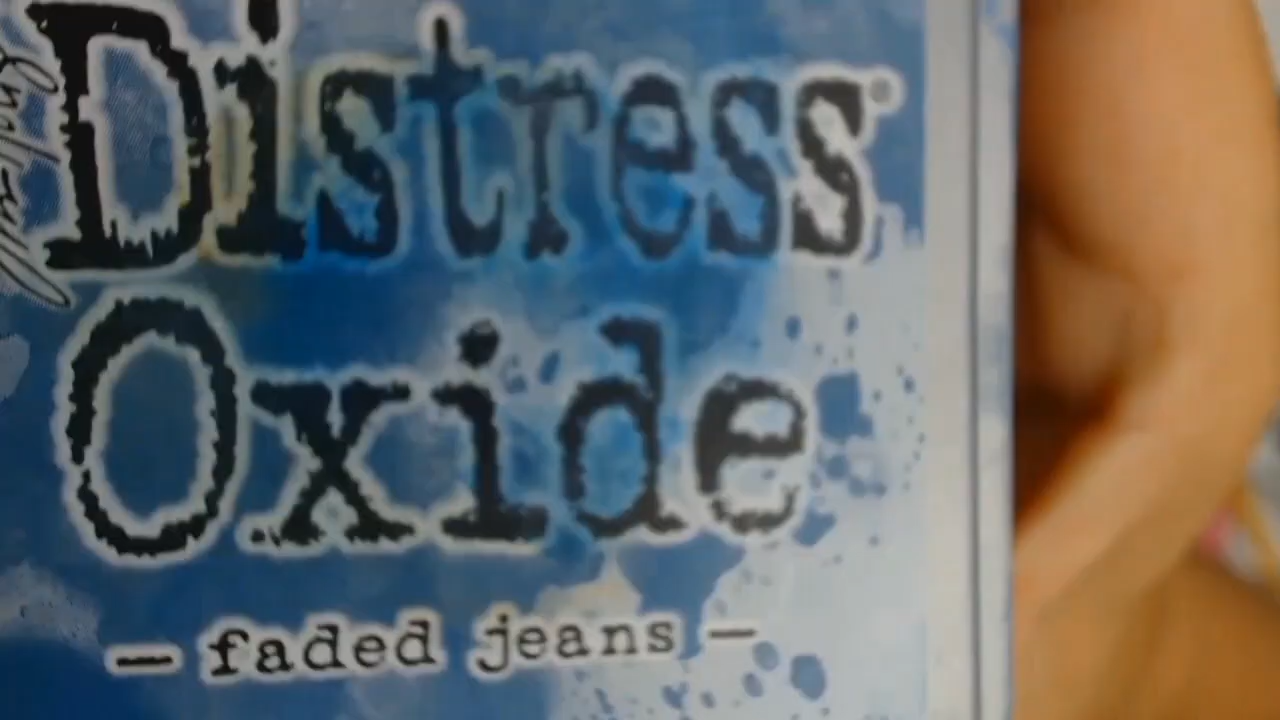 Distress®
Oxide
— faded jeans —